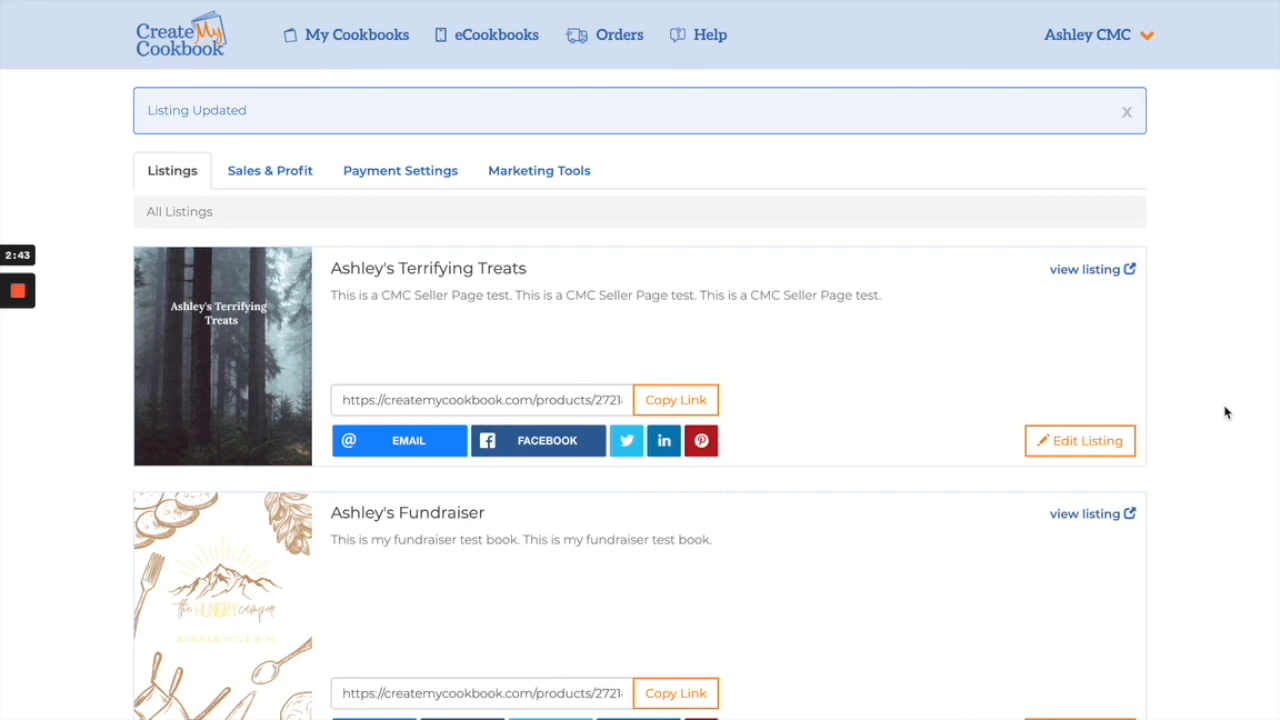 Create My
Cookbook
My Cookbooks
eCookbooks
Orders
Help
Ashley CMC
Listing Updated
x
Listings
Sales & Profit
Payment Settings
Marketing Tools
All Listings
2:43
Ashley's Terrifying
Treats
Ashley's Terrifying Treats
view listing
This is a CMC Seller Page test. This is a CMC Seller Page test. This is a CMC Seller Page test.
https://createmycookbook.com/products/2721
Copy Link
@ EMAIL
FACEBOOK
in
Edit Listing
the HUNGRY camper
Ashley's Fundraiser
view listing
This is my fundraiser test book. This is my fundraiser test book.
https://createmycookbook.com/products/2721
Copy Link